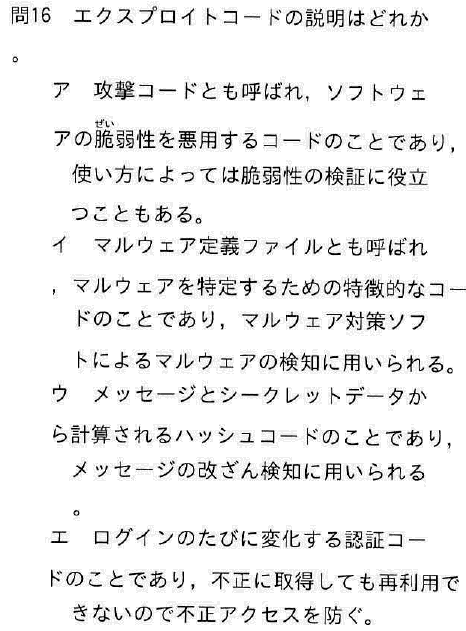 問16　エクスプロイトコードの説明はどれか
。
ア　攻撃コードとも呼ばれ，ソフトウェ
アの脆弱性を悪用するコードのことであり，
ぜい
使い方によっては脆弱性の検証に役立
つこともある。
イ　マルウェア定義ファイルとも呼ばれ
，マルウェアを特定するための特徴的なコー
ドのことであり，マルウェア対策ソフ
トによるマルウェアの検知に用いられる。
ウ　メッセージとシークレットデータか
ら計算されるハッシュコードのことであり，
メッセージの改ざん検知に用いられる
。
エ　ログインのたびに変化する認証コー
ドのことであり，不正に取得しても再利用で
きないので不正アクセスを防ぐ。